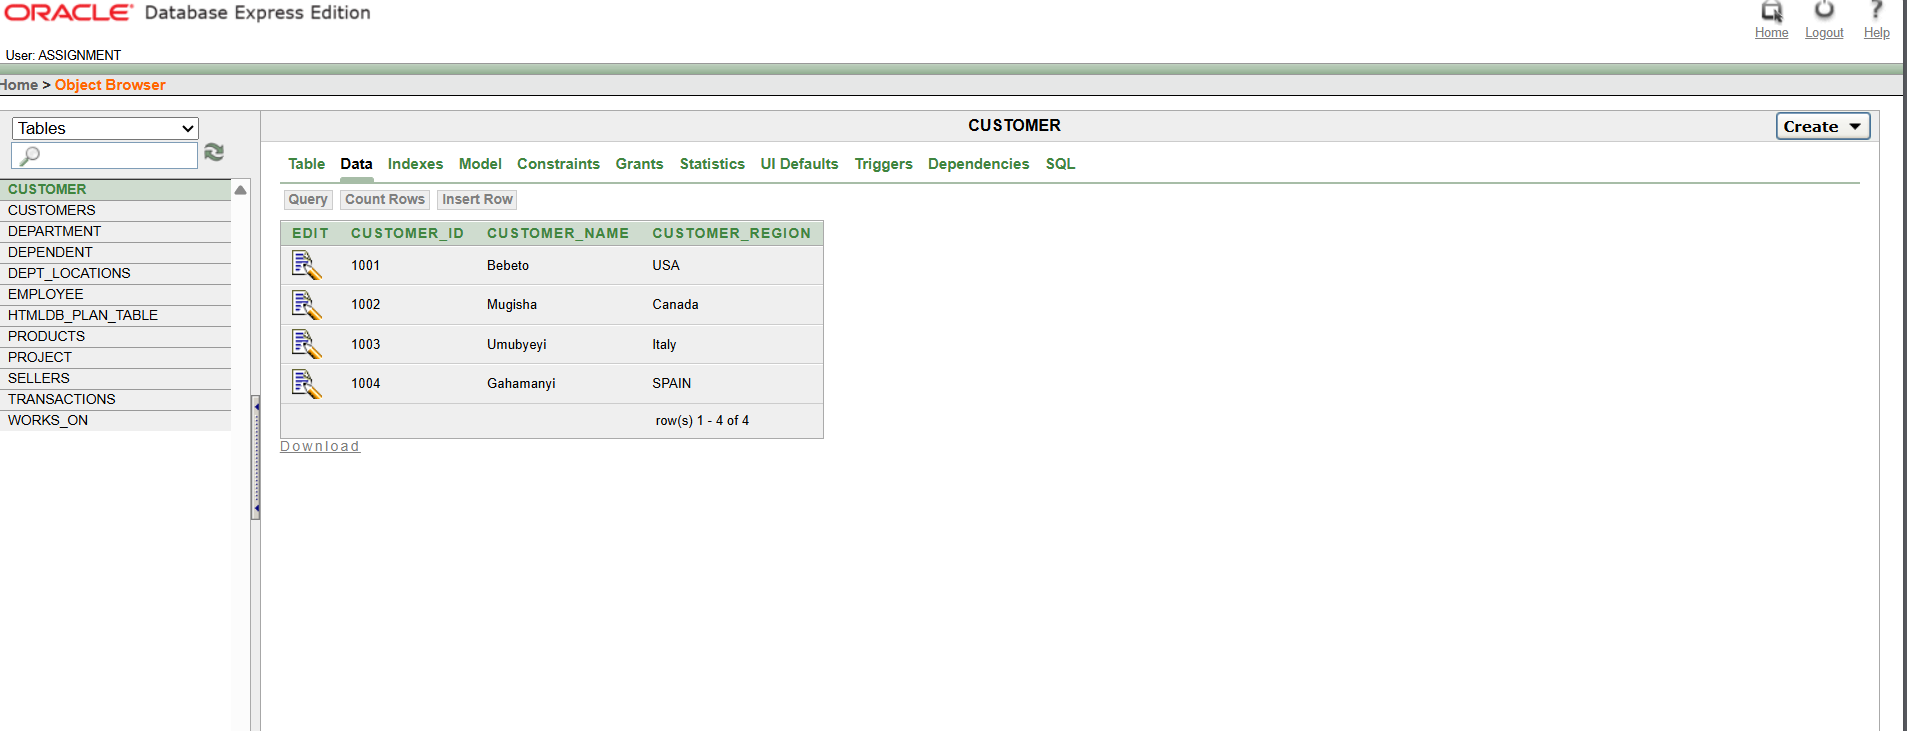 ORACLE® Database Express Edition
Home Logout Help
User: ASSIGNMENT
Home > Object Browser
Tables
CUSTOMER
CUSTOMERS
DEPARTMENT
DEPENDENT
DEPT_LOCATIONS
EMPLOYEE
HTMLDB_PLAN_TABLE
PRODUCTS
PROJECT
SELLERS
TRANSACTIONS
WORKS_ON
CUSTOMER
Create
Table Data Indexes Model Constraints Grants Statistics UI Defaults Triggers Dependencies SQL
Query Count Rows Insert Row
EDIT CUSTOMER_ID CUSTOMER_NAME CUSTOMER_REGION
1001 Bebeto USA
1002 Mugisha Canada
1003 Umubyeyi Italy
1004 Gahamanyi SPAIN
row(s) 1 - 4 of 4
Download